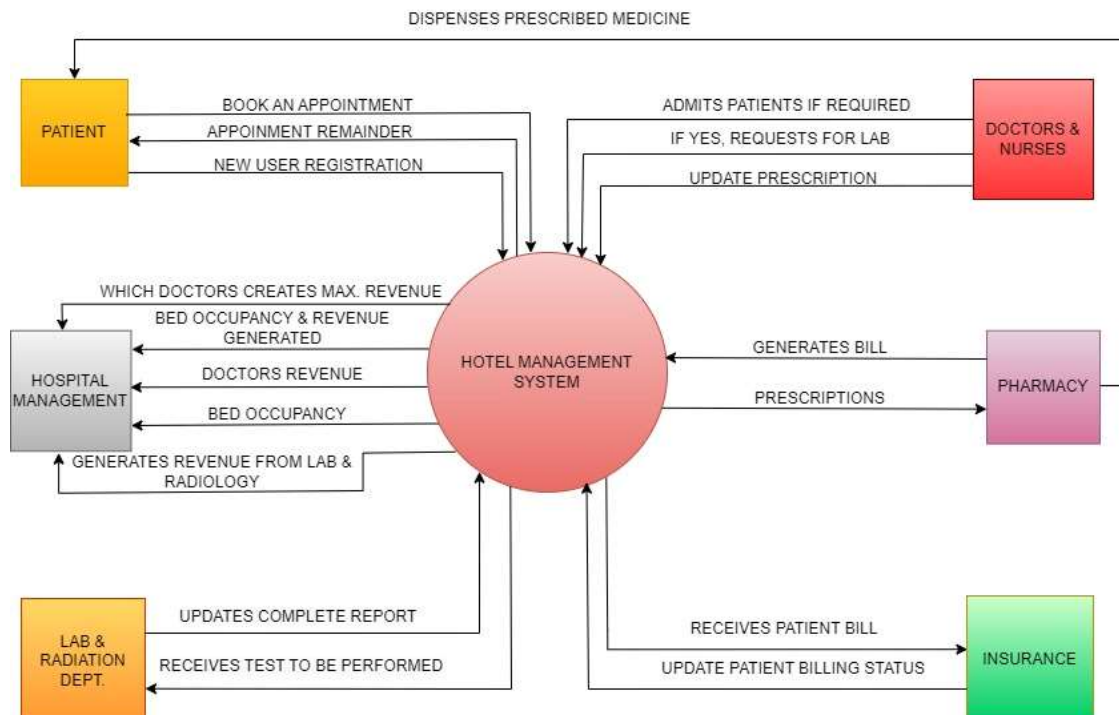 DISPENSES PRESCRIBED MEDICINE
PATIENT
BOOK AN APPOINTMENT
APPOINMENT REMAINDER
NEW USER REGISTRATION
ADMITS PATIENTS IF REQUIRED
IF YES, REQUESTS FOR LAB
UPDATE PRESCRIPTION
DOCTORS &
NURSES
WHICH DOCTORS CREATES MAX. REVENUE
BED OCCUPANCY & REVENUE
GENERATED
DOCTORS REVENUE
BED OCCUPANCY
GENERATES REVENUE FROM LAB &
RADIOLOGY
HOSPITAL
MANAGEMENT
HOTEL MANAGEMENT
SYSTEM
GENERATES BILL
PRESCRIPTIONS
PHARMACY
LAB &
RADIATION
DEPT.
UPDATES COMPLETE REPORT
RECEIVES TEST TO BE PERFORMED
RECEIVES PATIENT BILL
UPDATE PATIENT BILLING STATUS
INSURANCE